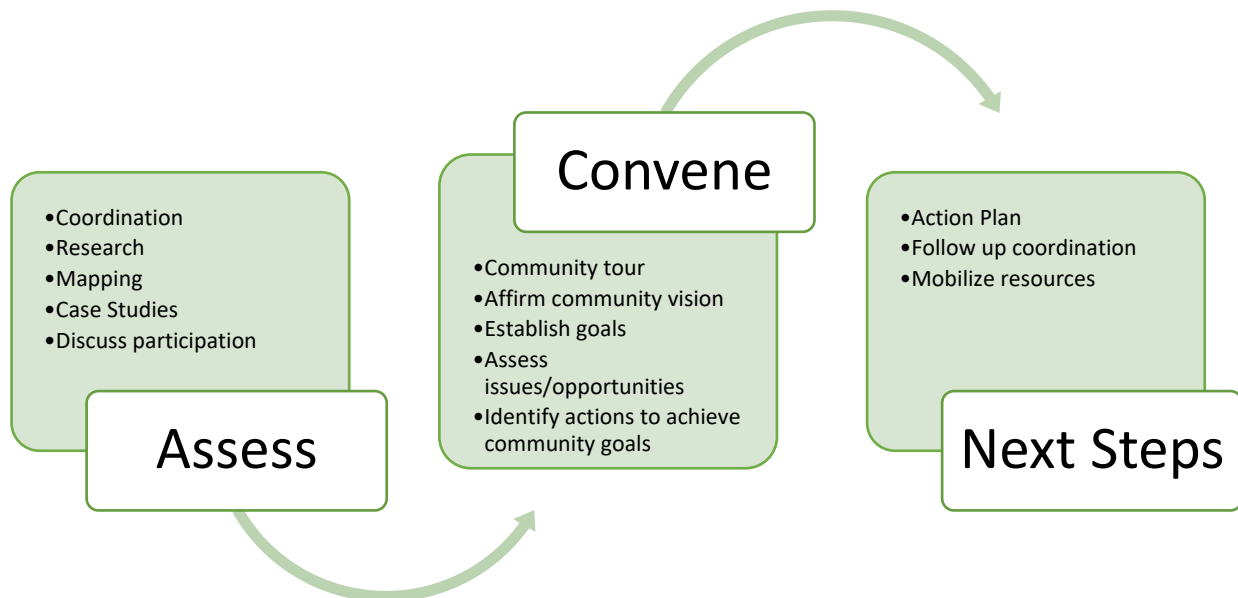 •Coordination
•Research
•Mapping
•Case Studies
•Discuss participation
Assess
Convene
•Community tour
•Affirm community vision
•Establish goals
•Assess
issues/opportunities
•Identify actions to achieve
community goals
•Action Plan
•Follow up coordination
•Mobilize resources
Next Steps